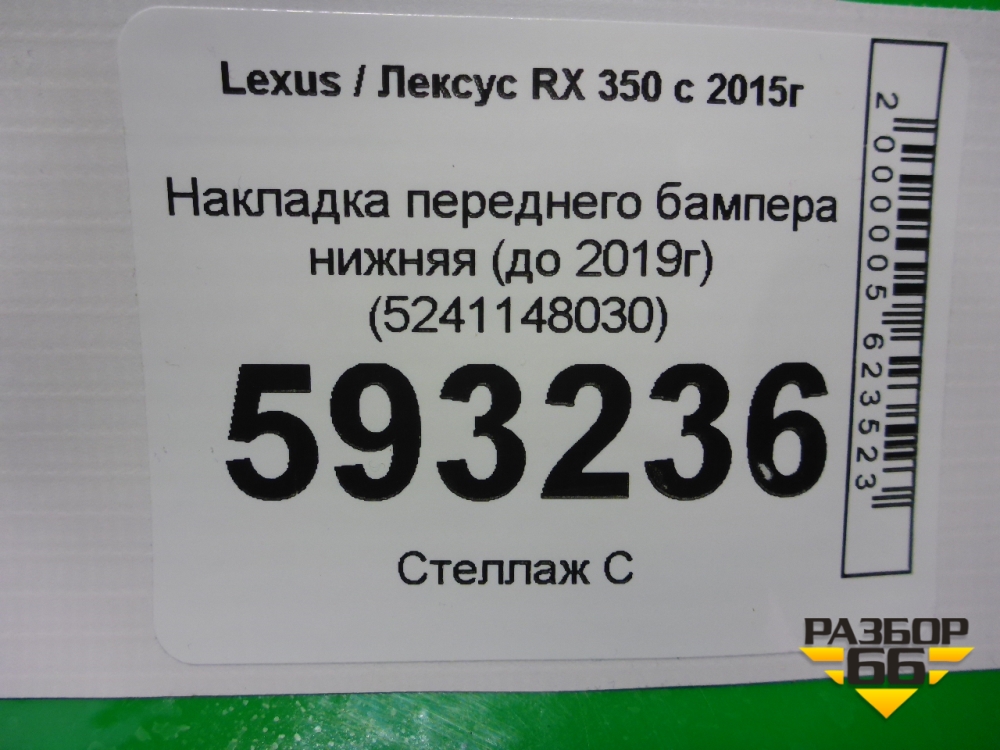 Lexus / Лексус RX 350 с 2015г
Накладка переднего бампера
нижняя (до 2019г)
(5241148030)
593236
Стеллаж С
2000005623523
РАЗБОР
66